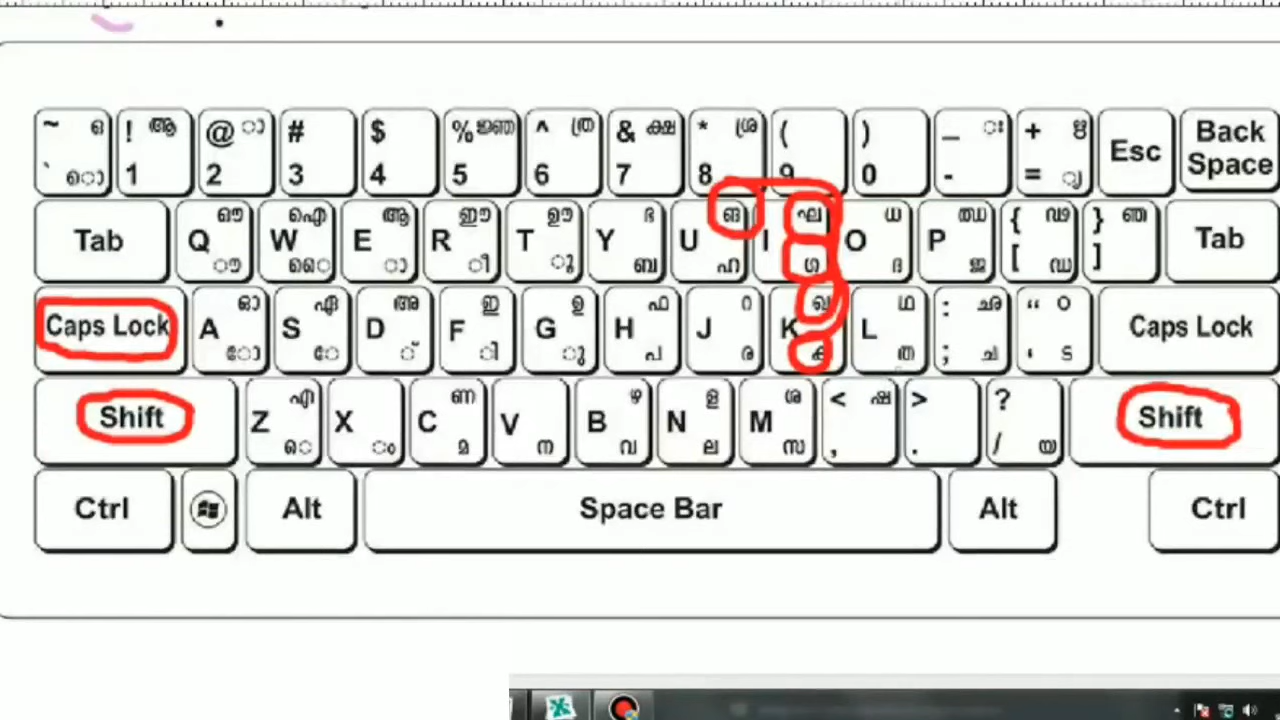 ~ ഒ ! ആ @ ാ # $ % ജ്ഞ ^ ത്ര & ക്ഷ * ശ്ര ( ) _ ഃ + ഋ Esc Back Space
` ൊ 1 2 3 4 5 6 7 8 9 0 - = ൃ
Tab Q ഔ ൗ W ഐ ൈ E ആ ാ R ഈ ീ T ഊ ൂ Y ഭ ബ U ങ ഹ I ഘ ഗ O ധ ദ P ഝ ജ { ഢ [ ഡ } ഞ ] Tab
Caps Lock A ഓ ോ S ഏ േ D അ ് F ഇ ി G ഉ ു H ഫ പ J റ ര K ഖ ക L ഥ ത : ഛ ; ച “ ഠ ‘ ട Caps Lock
Shift Z എ െ X ം C ണ മ V ന B ഴ വ N ള ല M ശ സ < ഷ , > . ? / യ Shift
Ctrl Alt Space Bar Alt Ctrl